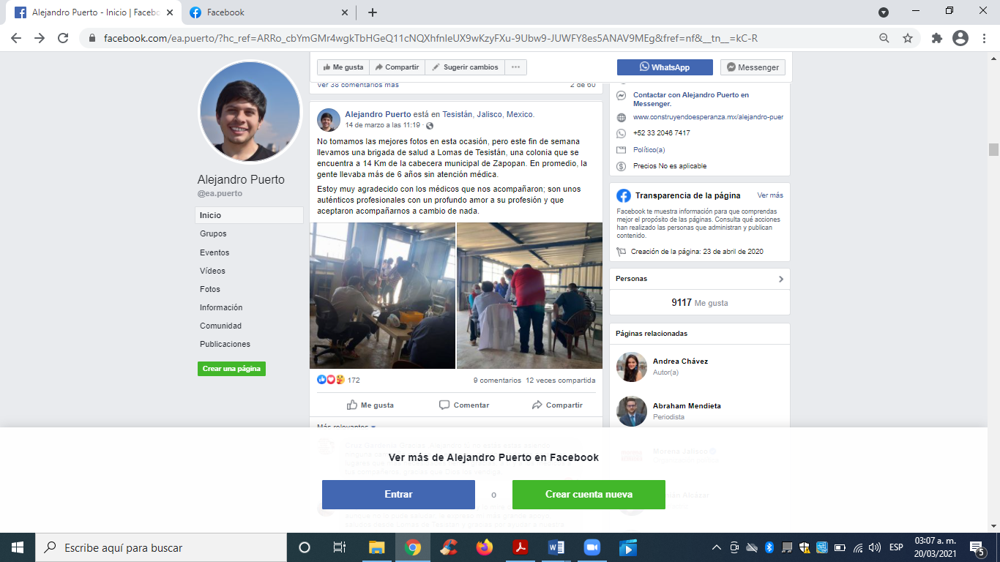 Alejandro Puerto - Inicio | Facebo
Facebook
facebook.com/ea.puerto/?hc_ref=ARRo_cbYmGMr4wgkTbHGeQ11cNQXhfnIeUX9wKzyFXu-9Ubw9-JUWFY8es5ANAV9MEg&fref=nf&__tn__=kC-R
Me gusta
Compartir
Sugerir cambios
WhatsApp
Messenger
Alejandro Puerto
@ea.puerto
Inicio
Grupos
Eventos
Vídeos
Fotos
Información
Comunidad
Publicaciones
Crear una página
Ver 38 comentarios más
2 de 60
Alejandro Puerto está en Tesistán, Jalisco, Mexico.
14 de marzo a las 11:19 ·
No tomamos las mejores fotos en esta ocasión, pero este fin de semana
llevamos una brigada de salud a Lomas de Tesistán, una colonia que se
encuentra a 14 Km de la cabecera municipal de Zapopan. En promedio, la
gente llevaba más de 6 años sin atención médica.
Estoy muy agradecido con los médicos que nos acompañaron; son unos
auténticos profesionales con un profundo amor a su profesión y que
aceptaron acompañarnos a cambio de nada.
172
9 comentarios 12 veces compartida
Me gusta
Comentar
Compartir
Más relevantes
Contactar con Alejandro Puerto en
Messenger.
www.construyendoesperanza.mx/alejandro-puer
+52 33 2046 7417
Político(a)
Precios No es aplicable
Transparencia de la página
Ver más
Facebook te muestra información para que comprendas
mejor el propósito de las páginas. Consulta qué acciones
han realizado las personas que administran y publican
contenido.
Creación de la página: 23 de abril de 2020
Personas
9117 Me gusta
Páginas relacionadas
Andrea Chávez
Autor(a)
Abraham Mendieta
Periodista
Morena Jalisco
Ver más de Alejandro Puerto en Facebook
Entrar
o
Crear cuenta nueva
Escribe aquí para buscar
ESP
03:07 a. m.
20/03/2021
5